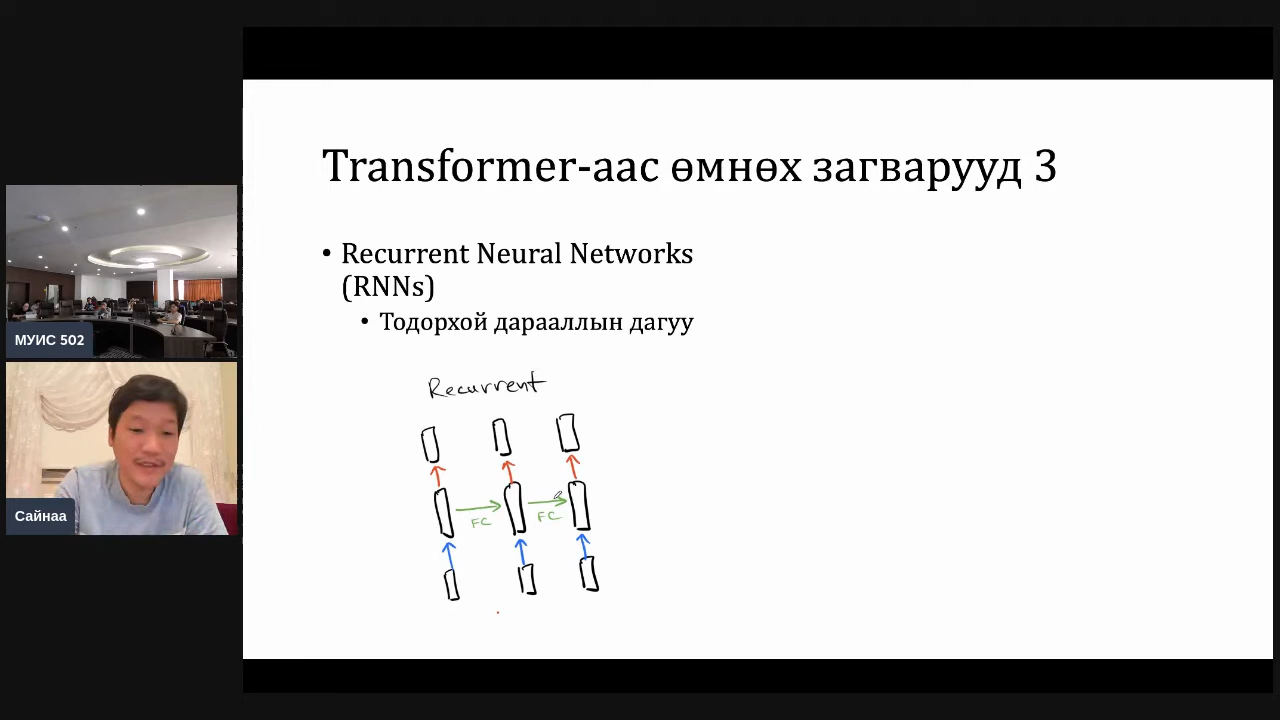 Transformer-аас өмнөх загварууд 3
• Recurrent Neural Networks
(RNNs)
• Тодорхой дарааллын дагуу
Recurrent
FC
FC
МУИС 502
Сайнаа